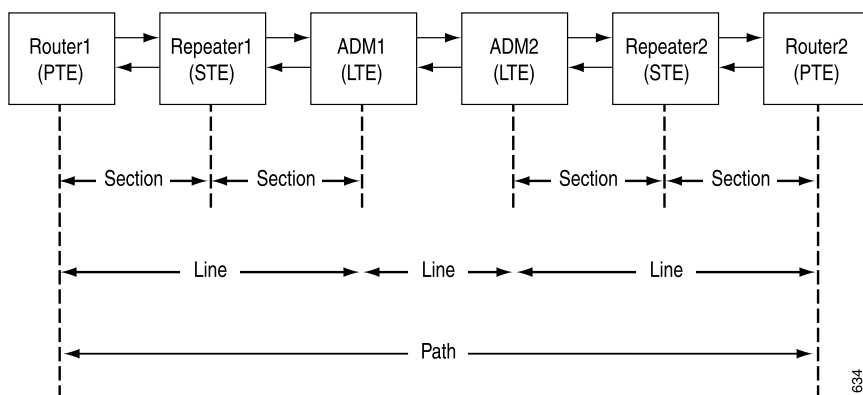 Router1
(PTE)
Repeater1
(STE)
ADM1
(LTE)
ADM2
(LTE)
Repeater2
(STE)
Router2
(PTE)
Section
Section
Section
Section
Line
Line
Line
Path
634